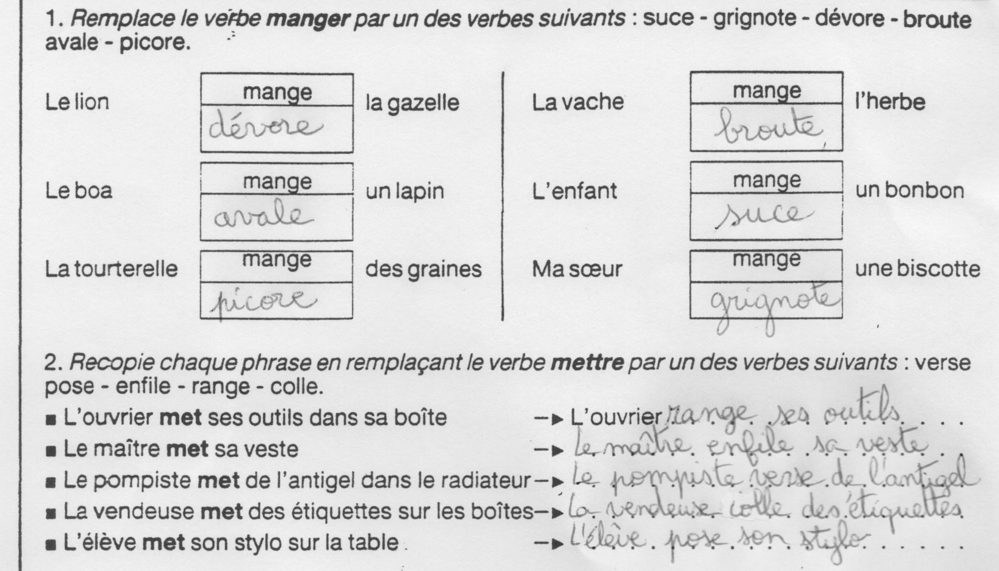 1. Remplace le verbe manger par un des verbes suivants : suce - grignote - dévore - broute
avale - picore.
Le lion mange la gazelle La vache mange l'herbe
dévore broute
Le boa mange un lapin L'enfant mange un bonbon
avale suce
La tourterelle mange des graines Ma sœur mange une biscotte
picore grignote
2. Recopie chaque phrase en remplaçant le verbe mettre par un des verbes suivants : verse
pose - enfile - range - colle.
■ L'ouvrier met ses outils dans sa boîte –▸ L'ouvrier range ses outils. . . .
■ Le maître met sa veste –▸ Le maître enfile sa veste . .
■ Le pompiste met de l'antigel dans le radiateur –▸ Le pompiste verse de l'antigel
■ La vendeuse met des étiquettes sur les boîtes –▸ La vendeuse colle des étiquettes
■ L'élève met son stylo sur la table. –▸ L'élève pose son stylo . . . . . .